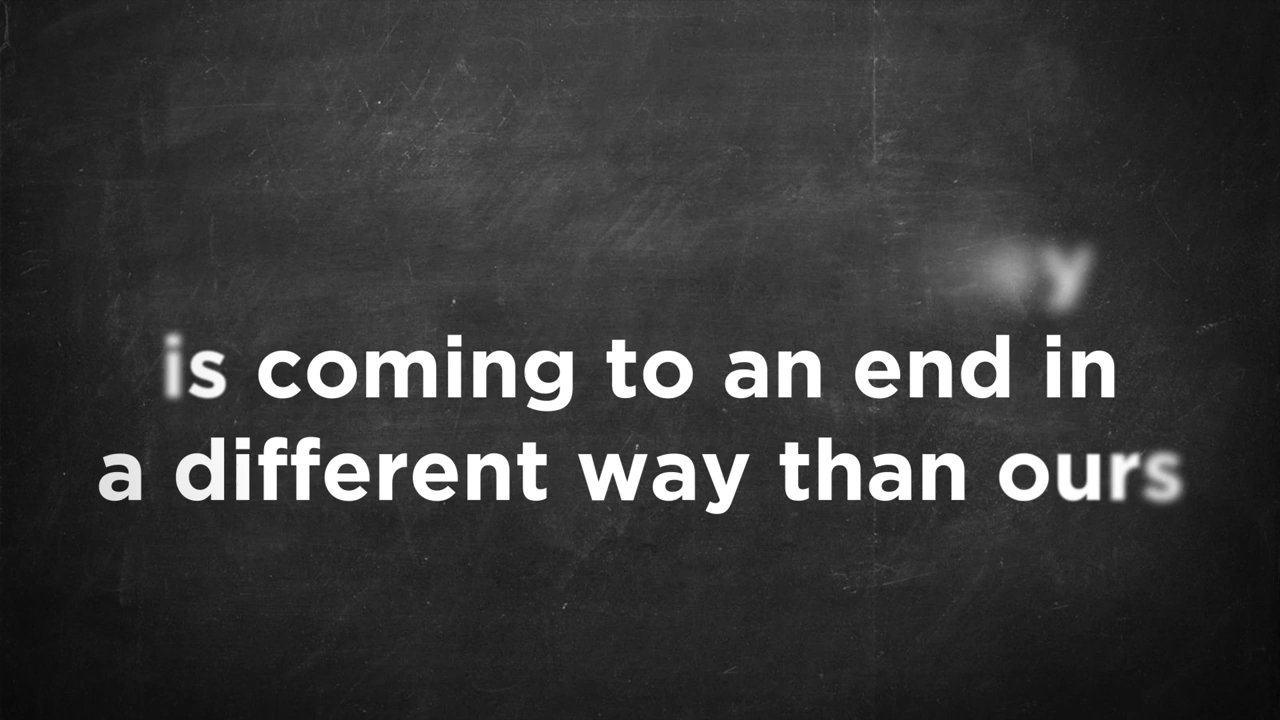 is coming to an end in
a different way than ours